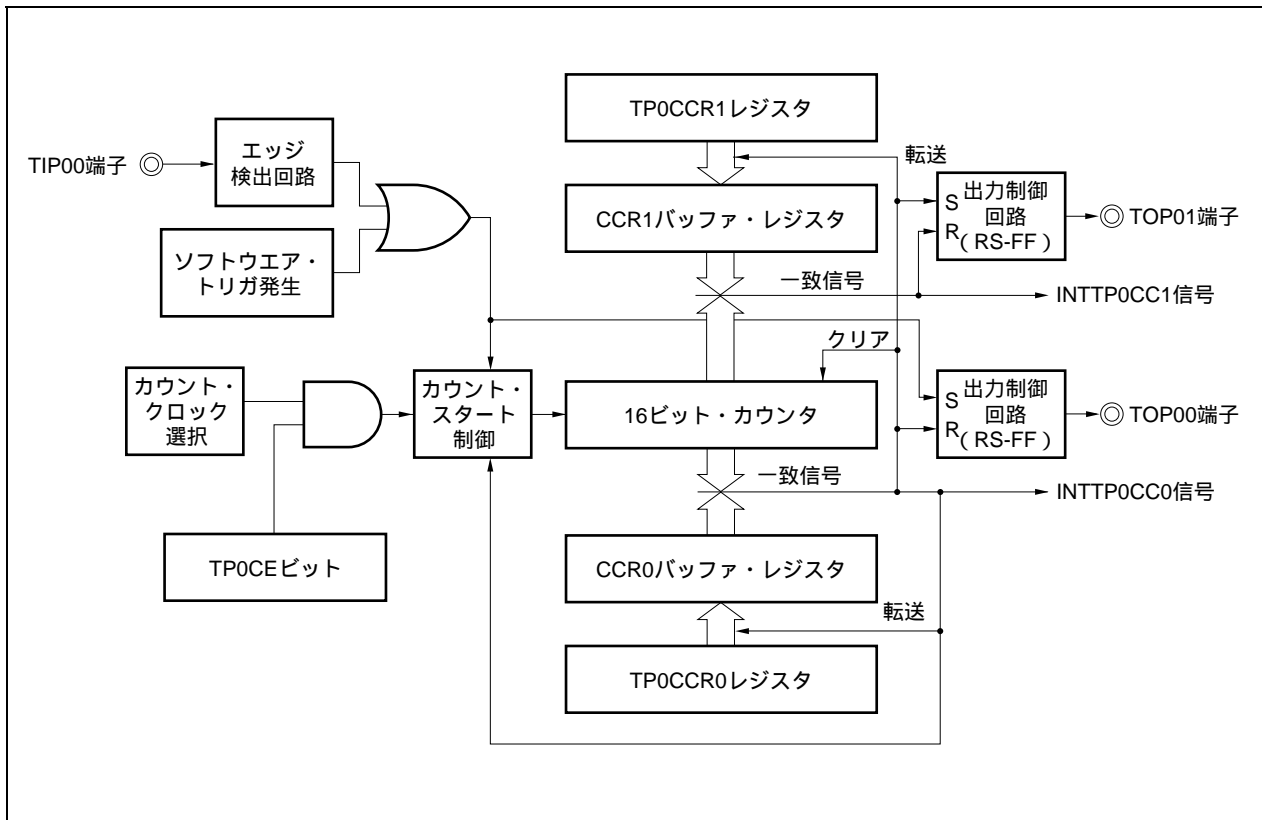 TP0CCR1レジスタ
TIP00端子
エッジ
検出回路
転送
CCR1バッファ・レジスタ
S
R
出力制御
回路
(RS-FF)
TOP01端子
ソフトウエア・
トリガ発生
一致信号
INTTP0CC1信号
クリア
カウント・
クロック
選択
カウント・
スタート
制御
16ビット・カウンタ
S
R
出力制御
回路
(RS-FF)
TOP00端子
一致信号
INTTP0CC0信号
TP0CEビット
CCR0バッファ・レジスタ
転送
TP0CCR0レジスタ